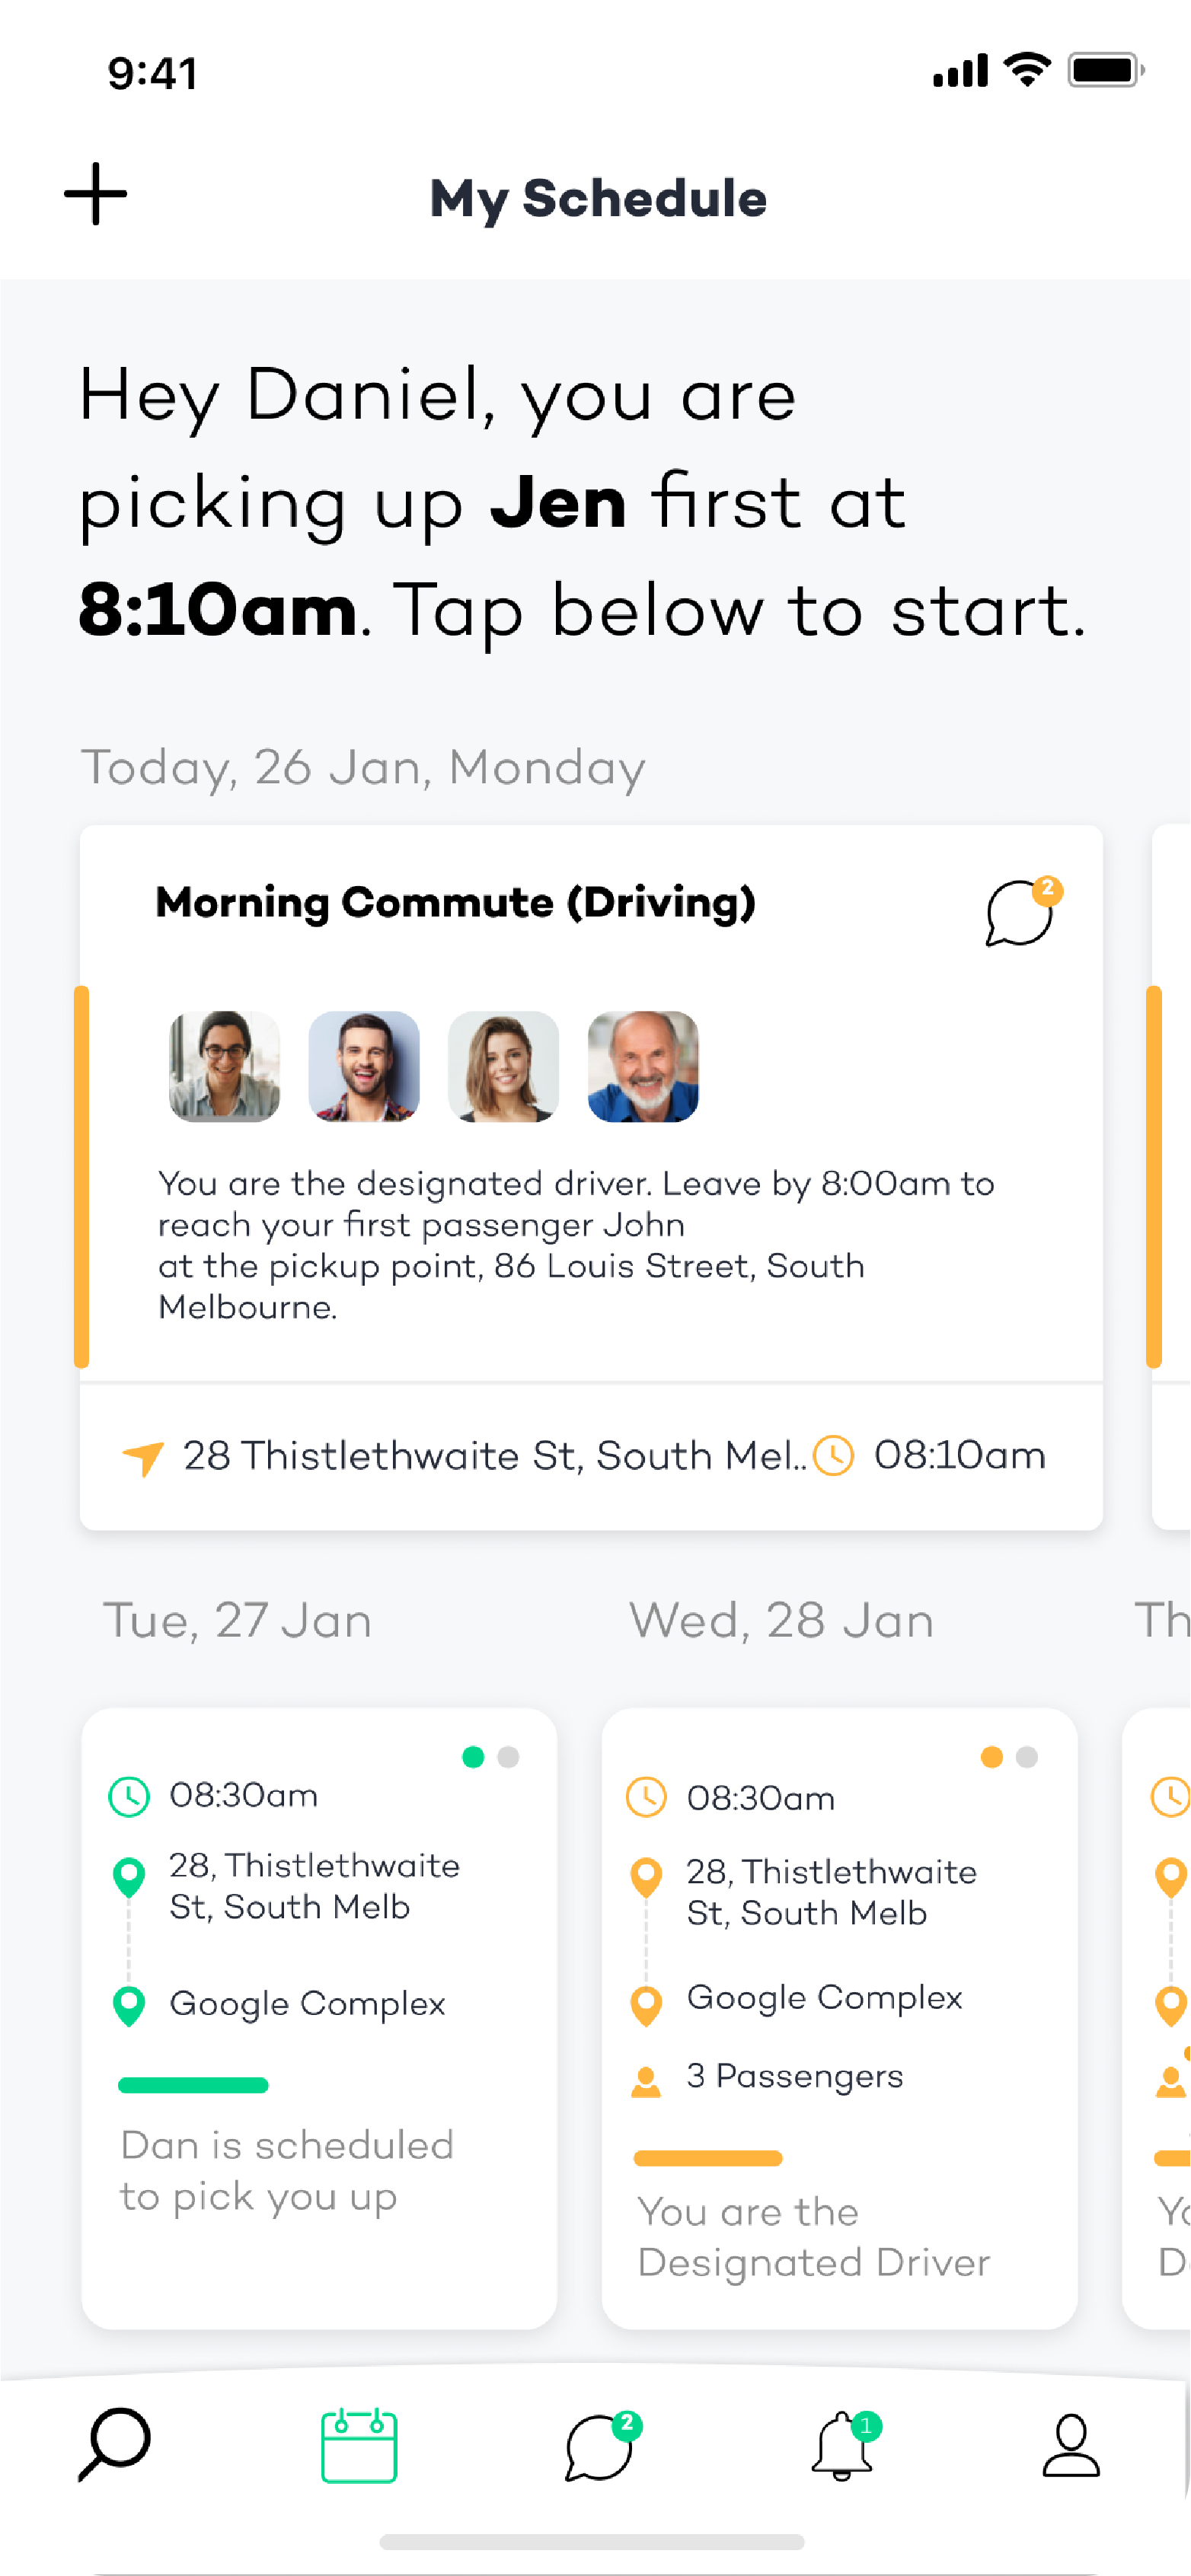 9:41
My Schedule
Hey Daniel, you are
picking up Jen first at
8:10am. Tap below to start.
Today, 26 Jan, Monday
Morning Commute (Driving)
2
You are the designated driver. Leave by 8:00am to
reach your first passenger John
at the pickup point, 86 Louis Street, South
Melbourne.
28 Thistlethwaite St, South Mel..
08:10am
Tue, 27 Jan
Wed, 28 Jan
Th
08:30am
28, Thistlethwaite
St, South Melb
Google Complex
Dan is scheduled
to pick you up
08:30am
28, Thistlethwaite
St, South Melb
Google Complex
3 Passengers
You are the
Designated Driver
Yo
D
2
1